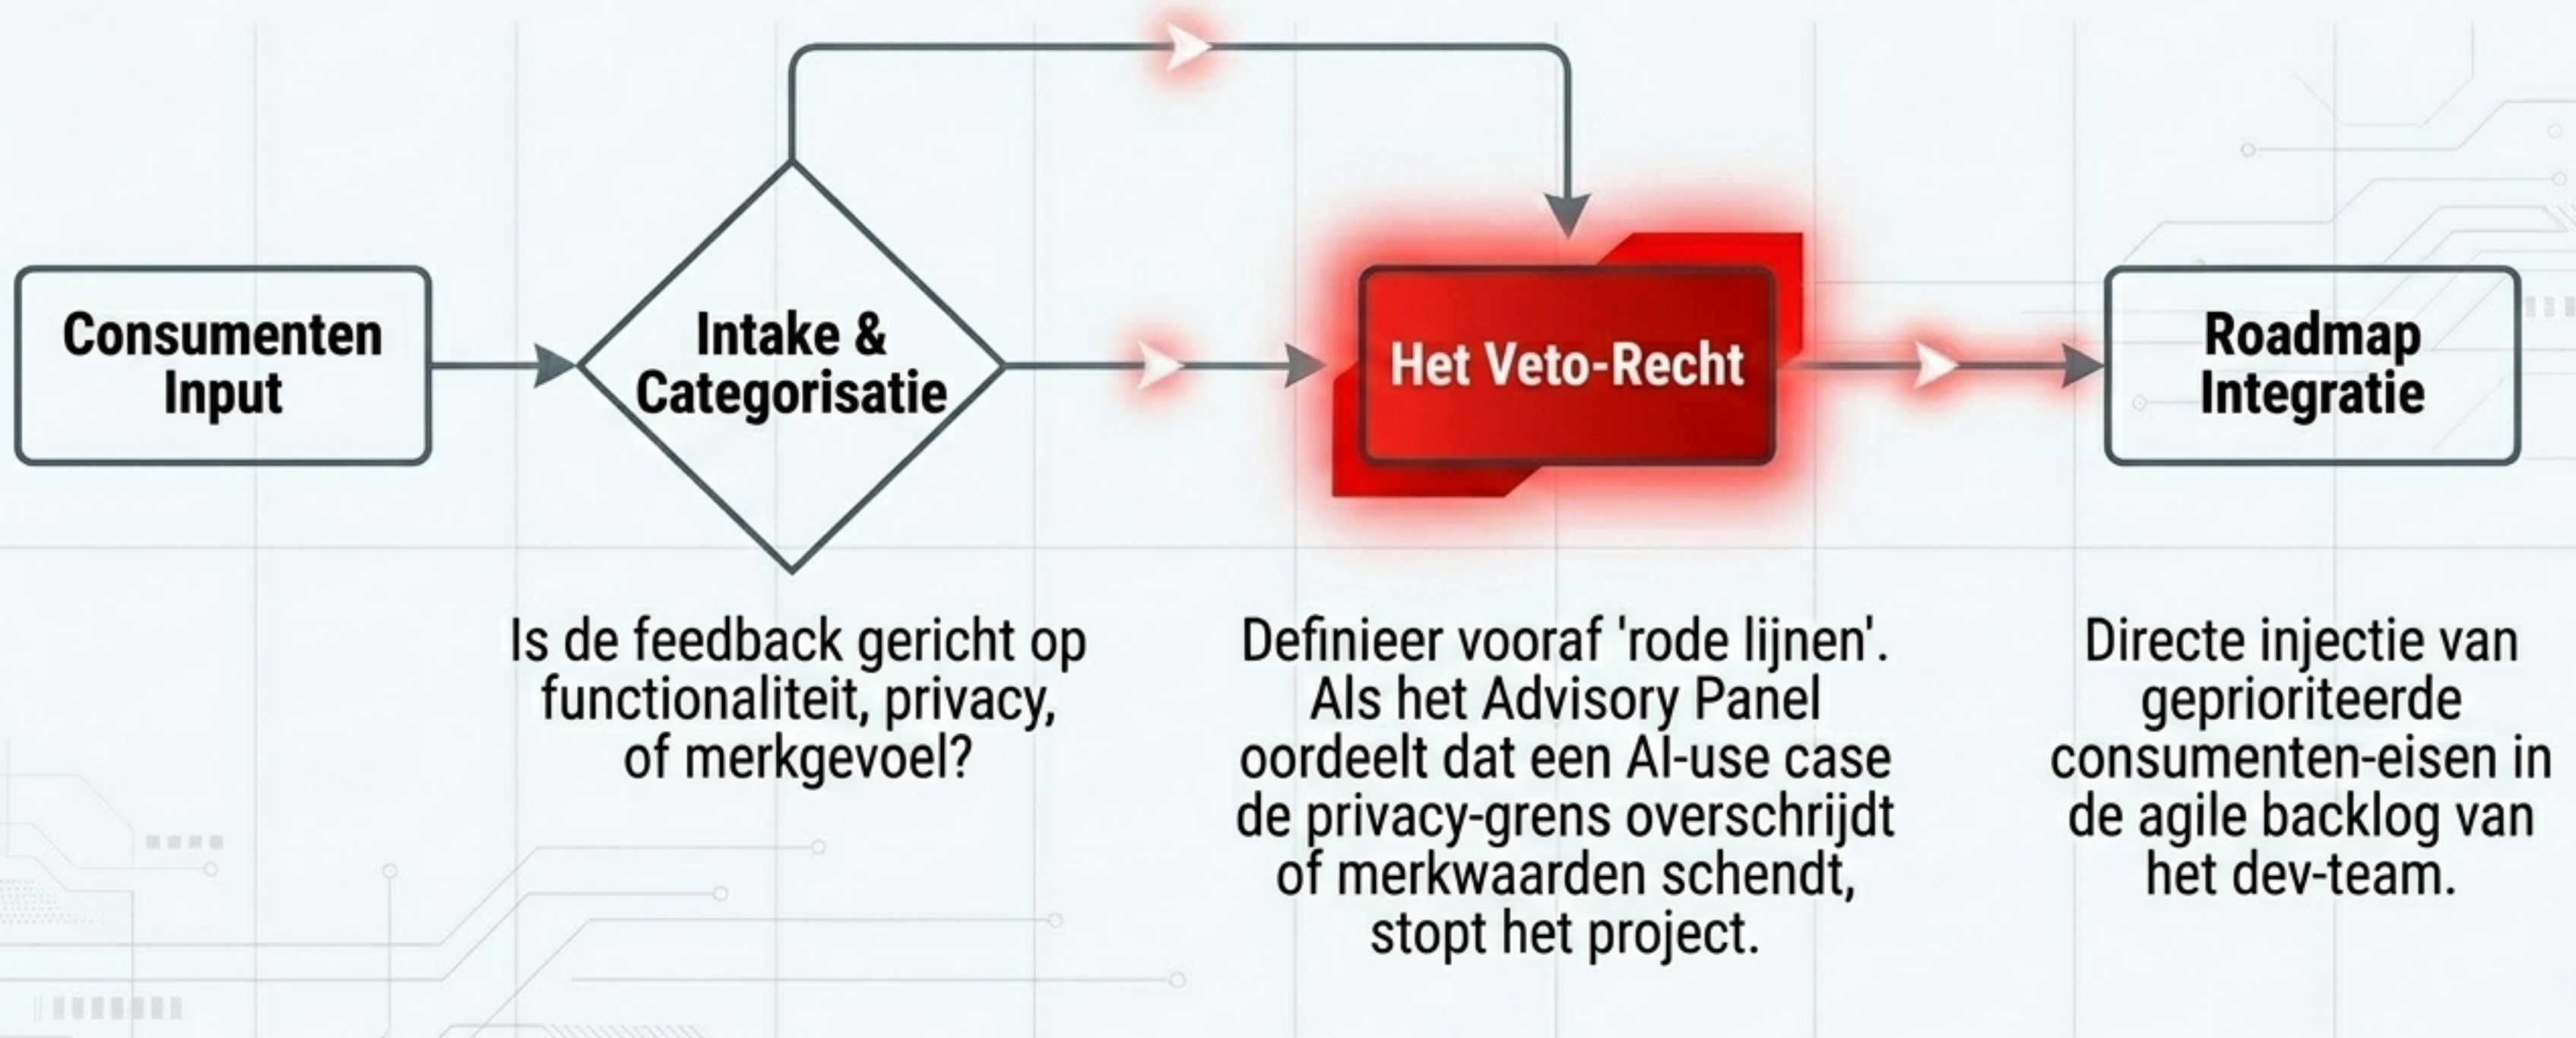 Consumenten
Input
Intake &
Categorisatie
Het Veto-Recht
Roadmap
Integratie
Is de feedback gericht op
functionaliteit, privacy,
of merkgevoel?
Definieer vooraf 'rode lijnen'.
Als het Advisory Panel
oordeelt dat een AI-use case
de privacy-grens overschrijdt
of merkwaarden schendt,
stopt het project.
Directe injectie van
geprioriteerde
consumenten-eisen in
de agile backlog van
het dev-team.